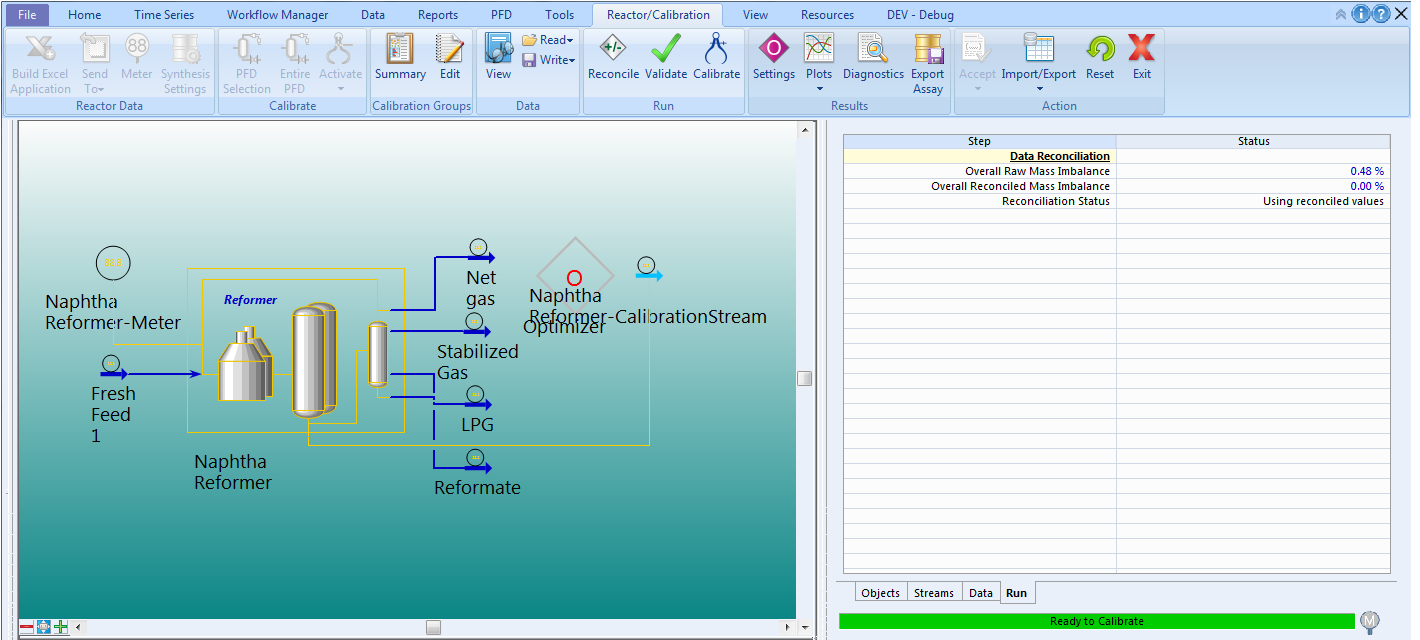 File Home Time Series Workflow Manager Data Reports PFD Tools Reactor/Calibration View Resources DEV - Debug
Build Excel Application
Send To
88
Meter
Synthesis Settings
Reactor Data
PFD Selection
Entire PFD
Activate
Calibrate
Summary
Edit
Calibration Groups
View
Read
Write
Data
+/-
Reconcile
Validate
Calibrate
Run
O
Settings
Plots
Diagnostics
Export Assay
Results
Accept
Import/Export
Reset
Exit
Action
Naphtha
Reformer-Meter
Reformer
Fresh
Feed
1
Naphtha
Reformer
Net
gas
Stabilized
Gas
LPG
Reformate
O
Naphtha
Reformer-CalibrationStream
Optimizer
Step Status
Data Reconciliation
Overall Raw Mass Imbalance 0.48 %
Overall Reconciled Mass Imbalance 0.00 %
Reconciliation Status Using reconciled values
Objects Streams Data Run
Ready to Calibrate
M